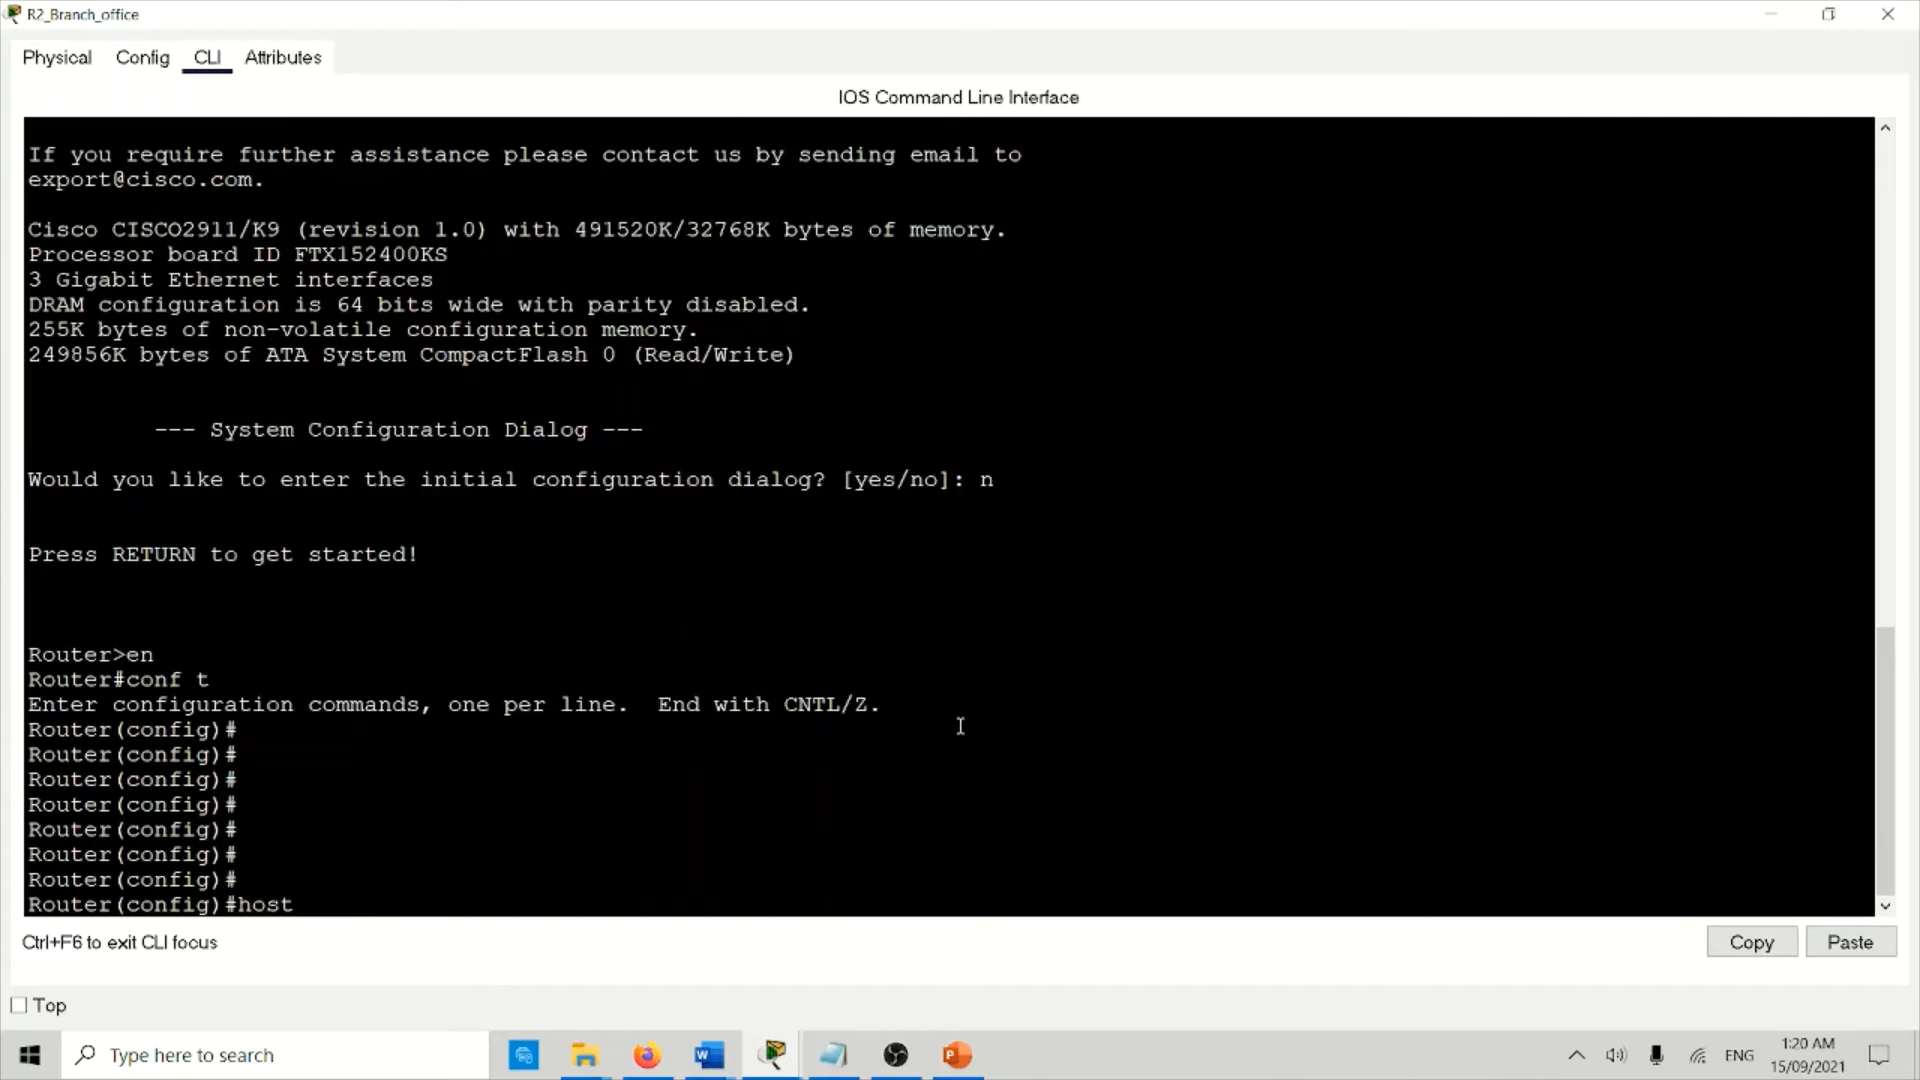 R2_Branch_office
Physical Config CLI Attributes
IOS Command Line Interface
If you require further assistance please contact us by sending email to
export@cisco.com.
Cisco CISCO2911/K9 (revision 1.0) with 491520K/32768K bytes of memory.
Processor board ID FTX152400KS
3 Gigabit Ethernet interfaces
DRAM configuration is 64 bits wide with parity disabled.
255K bytes of non-volatile configuration memory.
249856K bytes of ATA System CompactFlash 0 (Read/Write)
--- System Configuration Dialog ---
Would you like to enter the initial configuration dialog? [yes/no]: n
Press RETURN to get started!
Router>en
Router#conf t
Enter configuration commands, one per line.  End with CNTL/Z.
Router(config)#
Router(config)#
Router(config)#
Router(config)#
Router(config)#
Router(config)#
Router(config)#
Router(config)#host
Ctrl+F6 to exit CLI focus
Copy Paste
Top
Type here to search
ENG
1:20 AM
15/09/2021